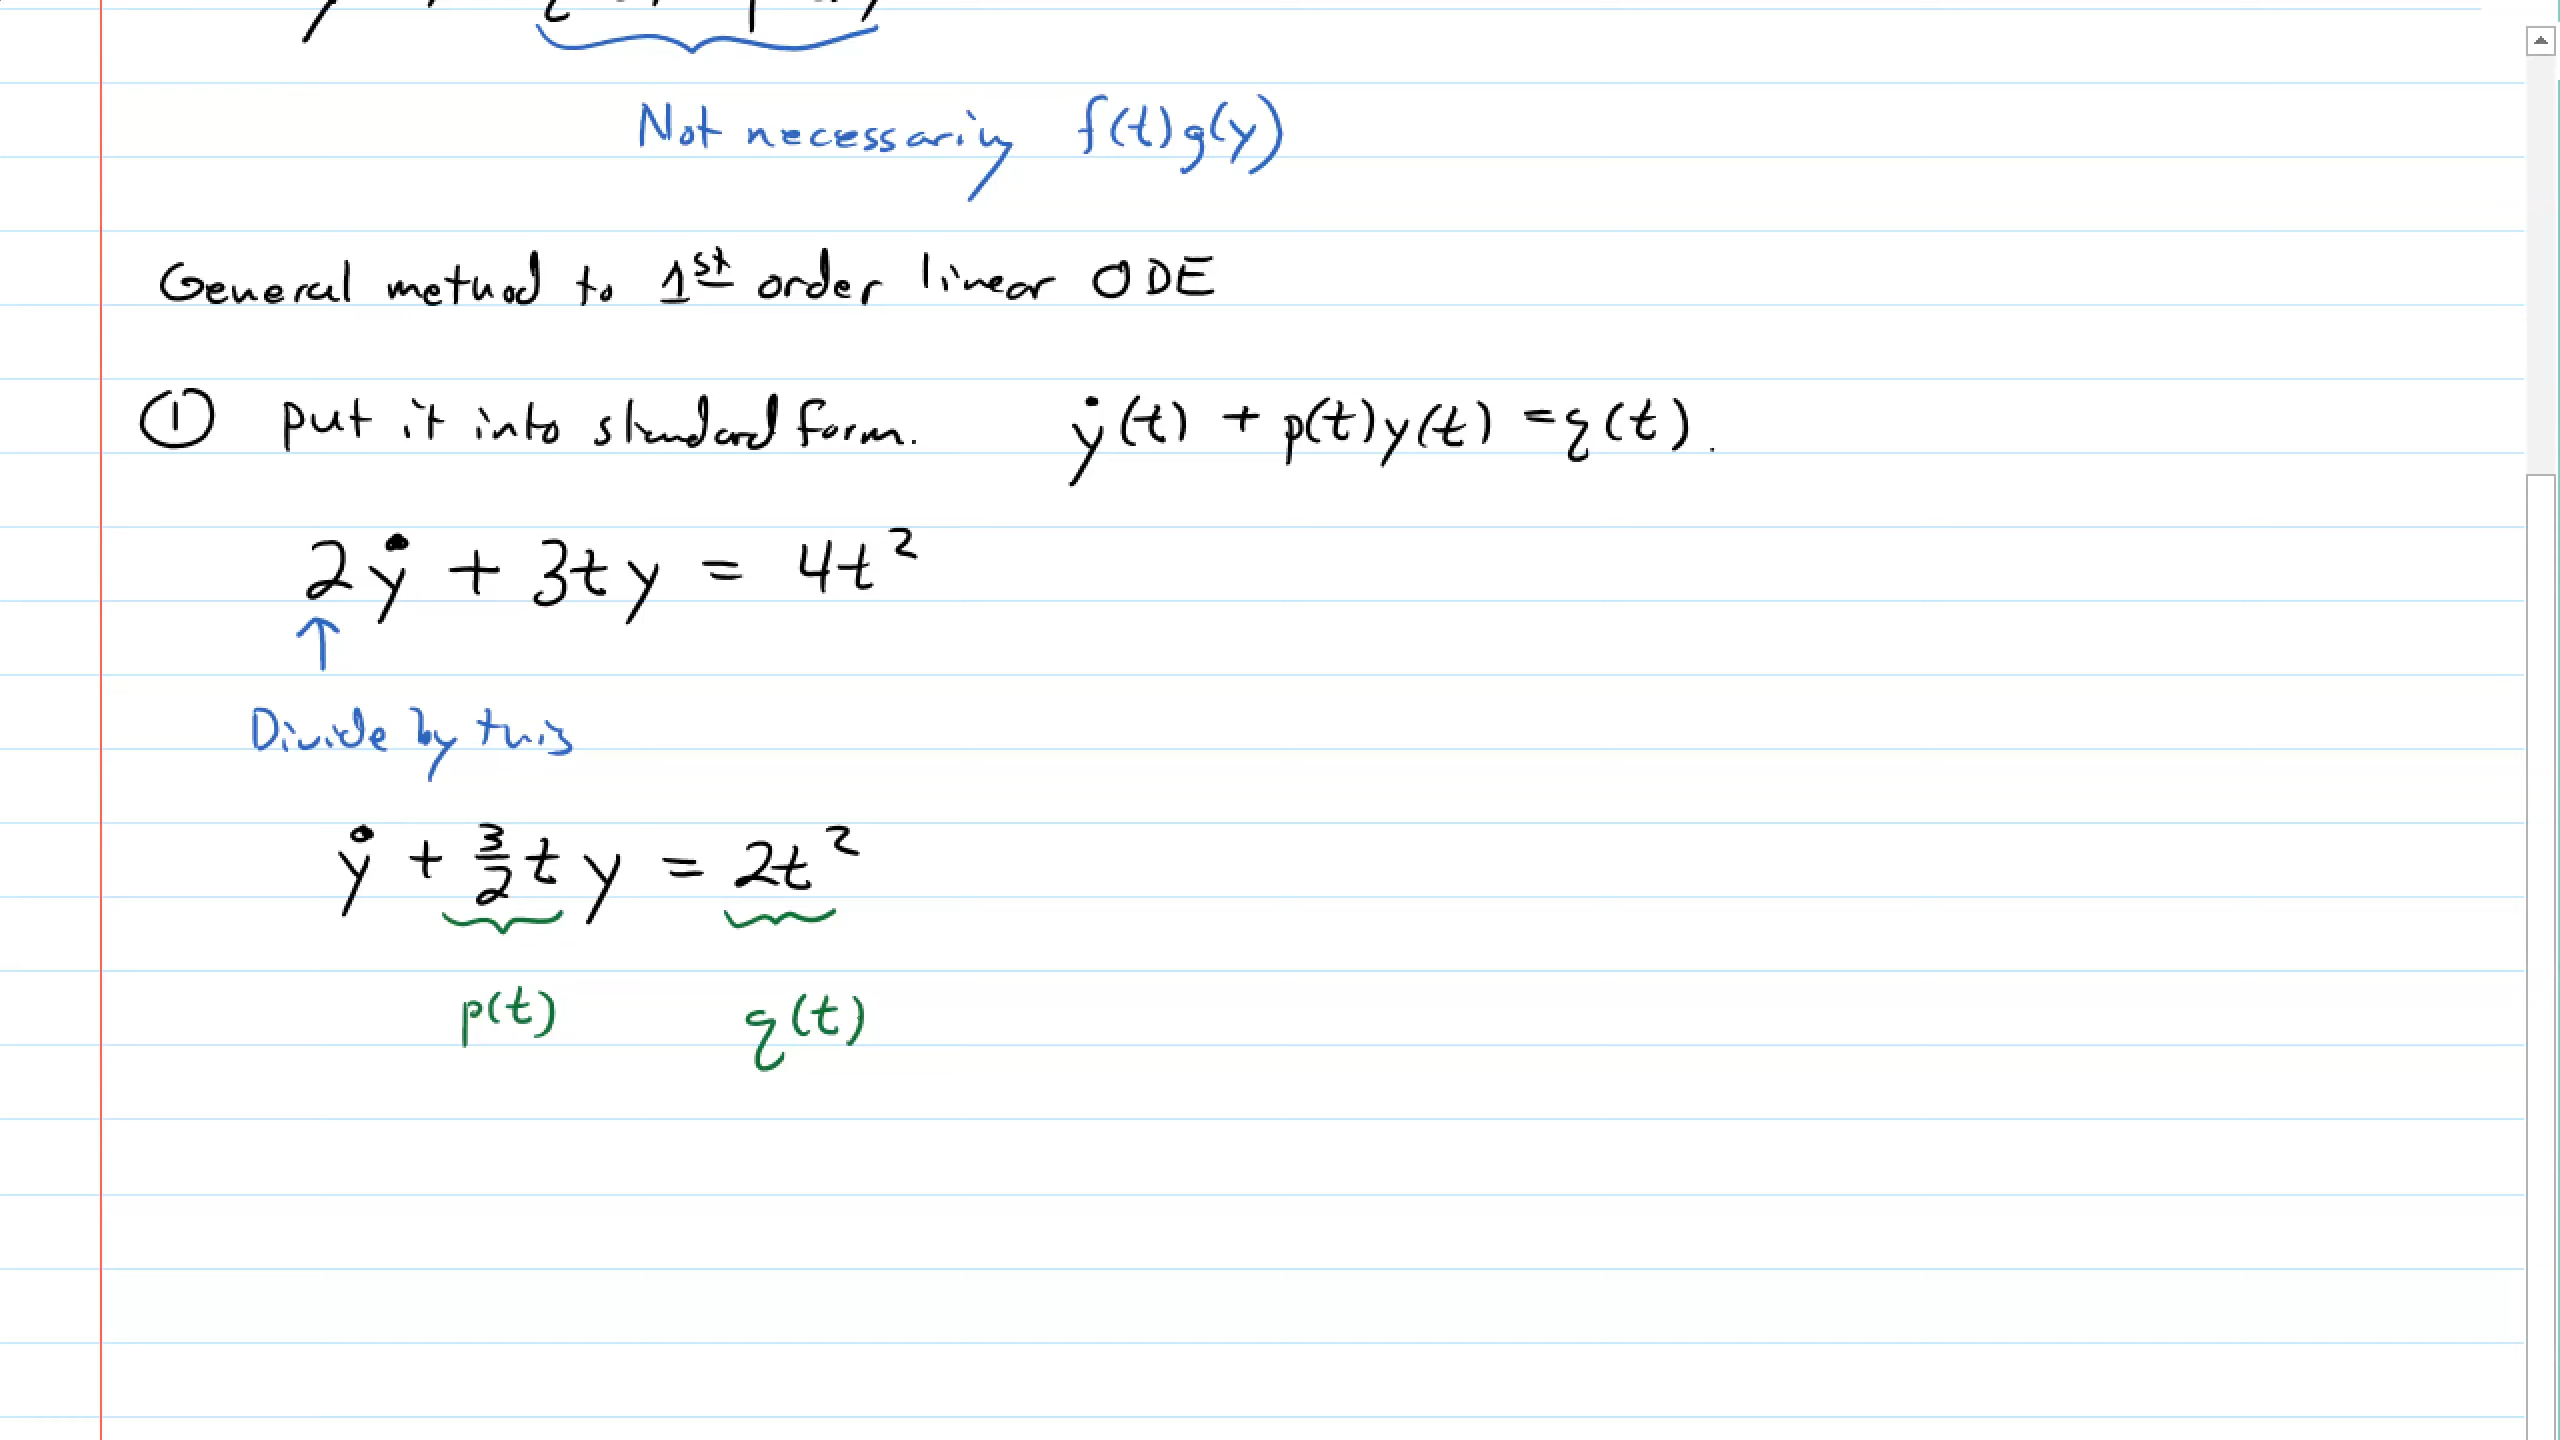 Not necessarily f(t)g(y)
General method to 1st order linear ODE
① put it into standard form. ẏ(t) + p(t)y(t) = q(t).
2ẏ + 3ty = 4t²
↑
Divide by this
ẏ + 3/2 t y = 2t²
p(t) q(t)